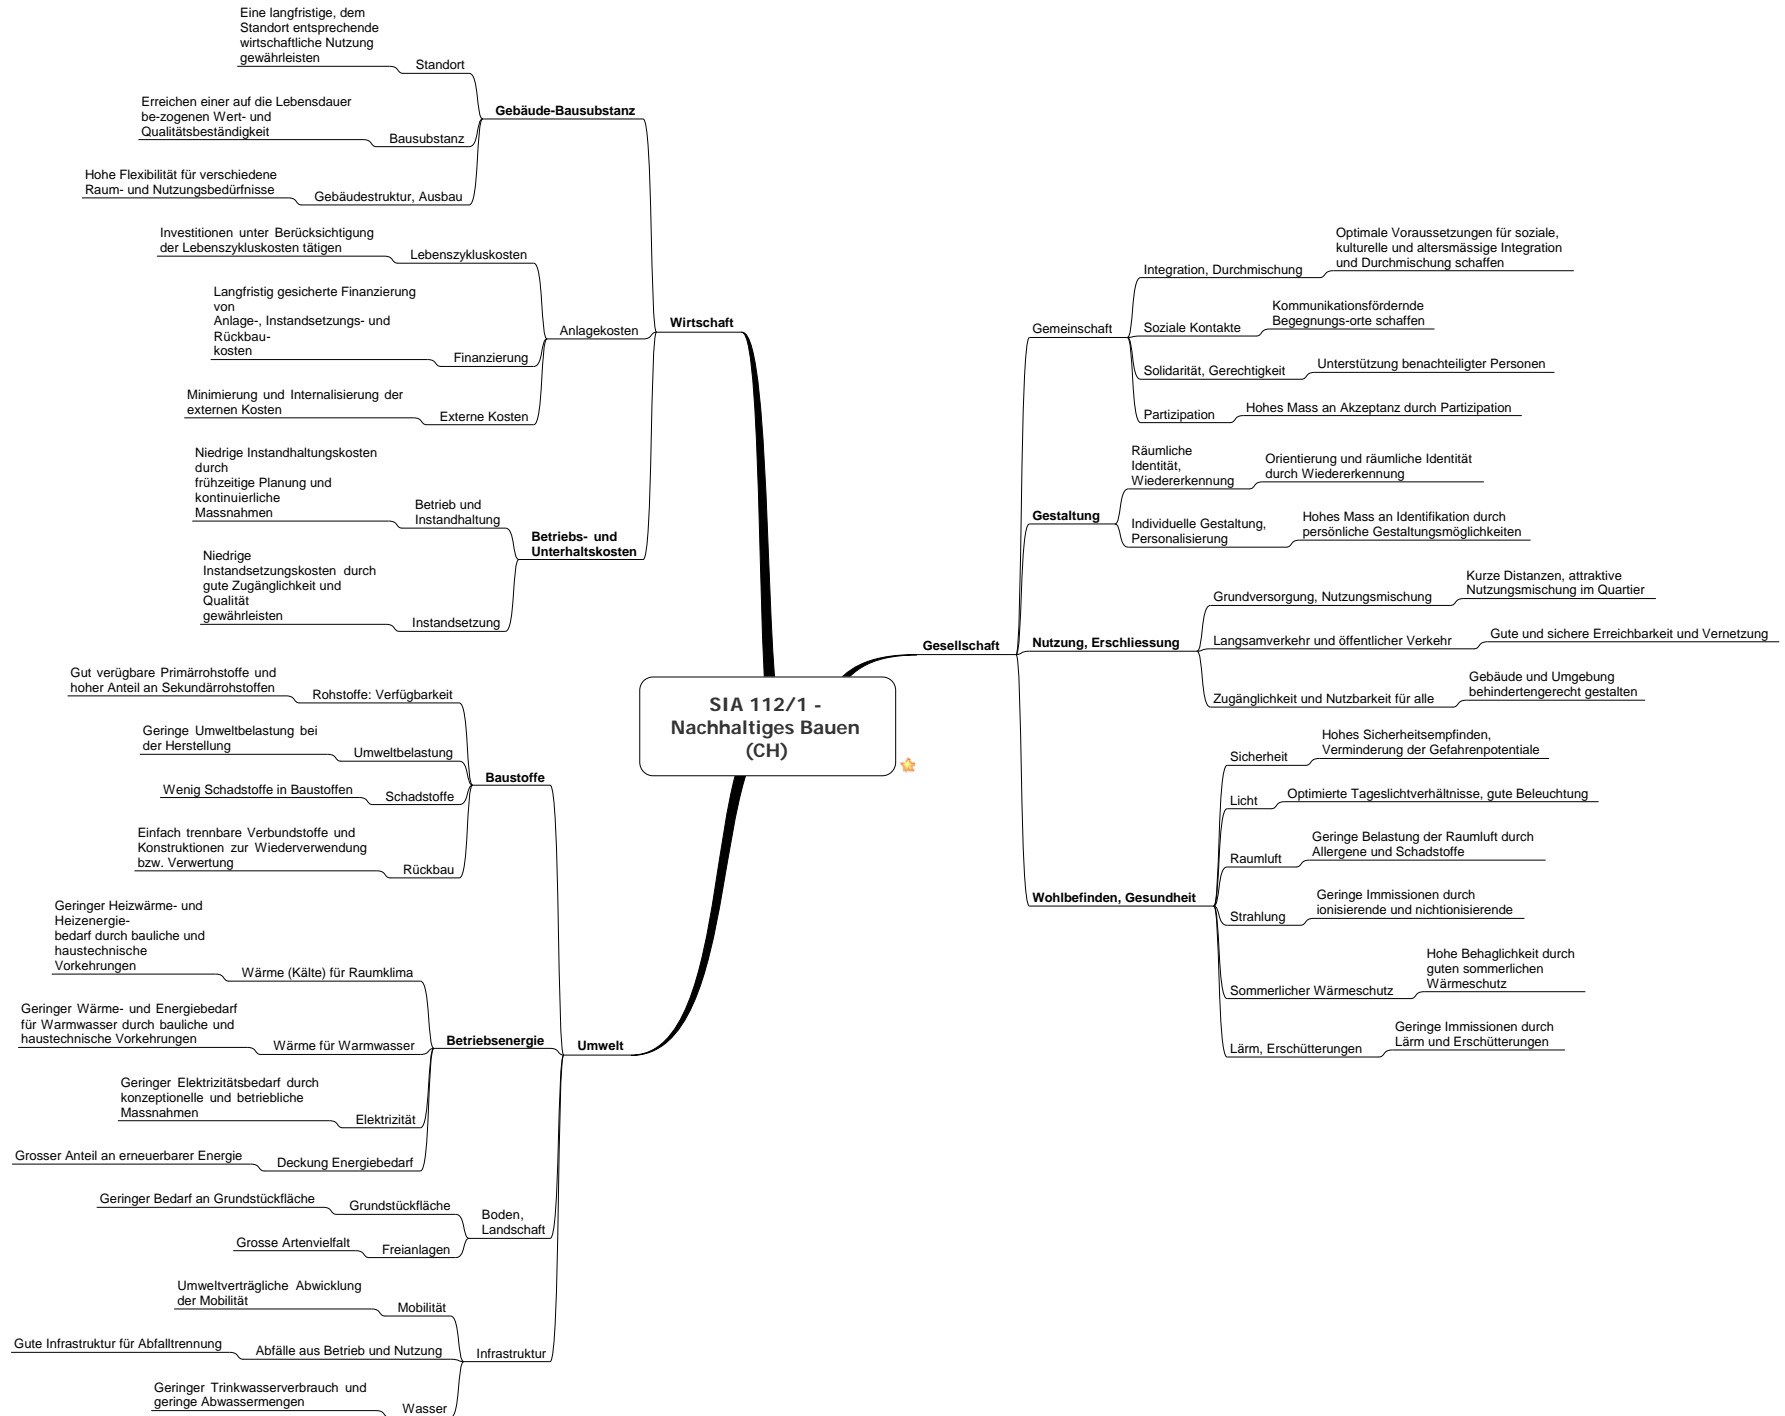 SIA 112/1 -
Nachhaltiges Bauen
(CH)
Wirtschaft
Gebäude-Bausubstanz
Standort
Eine langfristige, dem
Standort entsprechende
wirtschaftliche Nutzung
gewährleisten
Bausubstanz
Erreichen einer auf die Lebensdauer
be-zogenen Wert- und
Qualitätsbeständigkeit
Gebäudestruktur, Ausbau
Hohe Flexibilität für verschiedene
Raum- und Nutzungsbedürfnisse
Anlagekosten
Lebenszykluskosten
Investitionen unter Berücksichtigung
der Lebenszykluskosten tätigen
Finanzierung
Langfristig gesicherte Finanzierung
von
Anlage-, Instandsetzungs- und
Rückbau-
kosten
Externe Kosten
Minimierung und Internalisierung der
externen Kosten
Betriebs- und
Unterhaltskosten
Betrieb und
Instandhaltung
Niedrige Instandhaltungskosten
durch
frühzeitige Planung und
kontinuierliche
Massnahmen
Instandsetzung
Niedrige
Instandsetzungskosten durch
gute Zugänglichkeit und
Qualität
gewährleisten
Umwelt
Baustoffe
Rohstoffe: Verfügbarkeit
Gut verügbare Primärrohstoffe und
hoher Anteil an Sekundärrohstoffen
Umweltbelastung
Geringe Umweltbelastung bei
der Herstellung
Schadstoffe
Wenig Schadstoffe in Baustoffen
Rückbau
Einfach trennbare Verbundstoffe und
Konstruktionen zur Wiederverwendung
bzw. Verwertung
Betriebsenergie
Wärme (Kälte) für Raumklima
Geringer Heizwärme- und
Heizenergie-
bedarf durch bauliche und
haustechnische
Vorkehrungen
Wärme für Warmwasser
Geringer Wärme- und Energiebedarf
für Warmwasser durch bauliche und
haustechnische Vorkehrungen
Elektrizität
Geringer Elektrizitätsbedarf durch
konzeptionelle und betriebliche
Massnahmen
Deckung Energiebedarf
Grosser Anteil an erneuerbarer Energie
Boden,
Landschaft
Grundstückfläche
Geringer Bedarf an Grundstückfläche
Freianlagen
Grosse Artenvielfalt
Infrastruktur
Mobilität
Umweltverträgliche Abwicklung
der Mobilität
Abfälle aus Betrieb und Nutzung
Gute Infrastruktur für Abfalltrennung
Wasser
Geringer Trinkwasserverbrauch und
geringe Abwassermengen
Gesellschaft
Gemeinschaft
Integration, Durchmischung
Optimale Voraussetzungen für soziale,
kulturelle und altersmässige Integration
und Durchmischung schaffen
Soziale Kontakte
Kommunikationsfördernde
Begegnungs-orte schaffen
Solidarität, Gerechtigkeit
Unterstützung benachteiligter Personen
Partizipation
Hohes Mass an Akzeptanz durch Partizipation
Gestaltung
Räumliche
Identität,
Wiedererkennung
Orientierung und räumliche Identität
durch Wiedererkennung
Individuelle Gestaltung,
Personalisierung
Hohes Mass an Identifikation durch
persönliche Gestaltungsmöglichkeiten
Nutzung, Erschliessung
Grundversorgung, Nutzungsmischung
Kurze Distanzen, attraktive
Nutzungsmischung im Quartier
Langsamverkehr und öffentlicher Verkehr
Gute und sichere Erreichbarkeit und Vernetzung
Zugänglichkeit und Nutzbarkeit für alle
Gebäude und Umgebung
behindertengerecht gestalten
Wohlbefinden, Gesundheit
Sicherheit
Hohes Sicherheitsempfinden,
Verminderung der Gefahrenpotentiale
Licht
Optimierte Tageslichtverhältnisse, gute Beleuchtung
Raumluft
Geringe Belastung der Raumluft durch
Allergene und Schadstoffe
Strahlung
Geringe Immissionen durch
ionisierende und nichtionisierende
Sommerlicher Wärmeschutz
Hohe Behaglichkeit durch
guten sommerlichen
Wärmeschutz
Lärm, Erschütterungen
Geringe Immissionen durch
Lärm und Erschütterungen